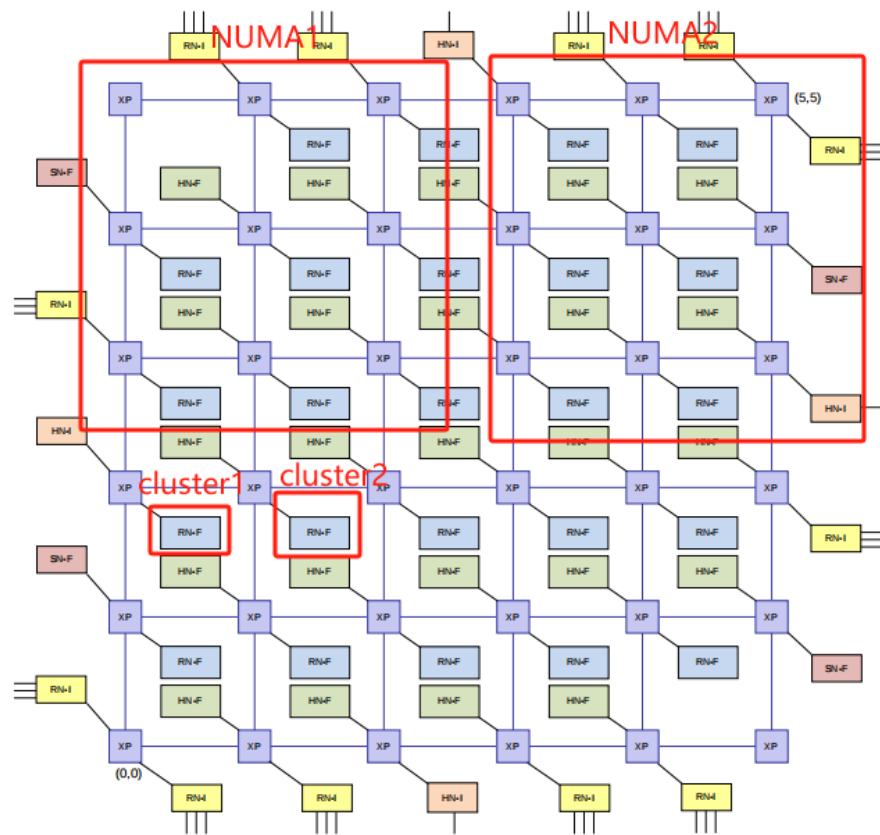 NUMA1 NUMA2
RN-I RN-I HN-I RN-I RN-I
XP XP XP XP XP XP (5,5)
RN-F RN-F RN-F RN-F RN-I
SN-F HN-F HN-F HN-F HN-F HN-F
XP XP XP XP XP XP
RN-F RN-F RN-F RN-F RN-F SN-F
RN-I HN-F HN-F HN-F HN-F HN-F
XP XP XP XP XP XP
RN-F RN-F RN-F RN-F RN-F HN-I
HN-I HN-F HN-F HN-F HN-F HN-F
cluster1 cluster2
XP XP XP XP XP XP
RN-F RN-F RN-F RN-F RN-F RN-I
SN-F HN-F HN-F HN-F HN-F HN-F
XP XP XP XP XP XP
RN-F RN-F RN-F RN-F RN-F SN-F
RN-I HN-F HN-F HN-F HN-F
XP XP XP XP XP XP
(0,0)
RN-I RN-I HN-I RN-I RN-I